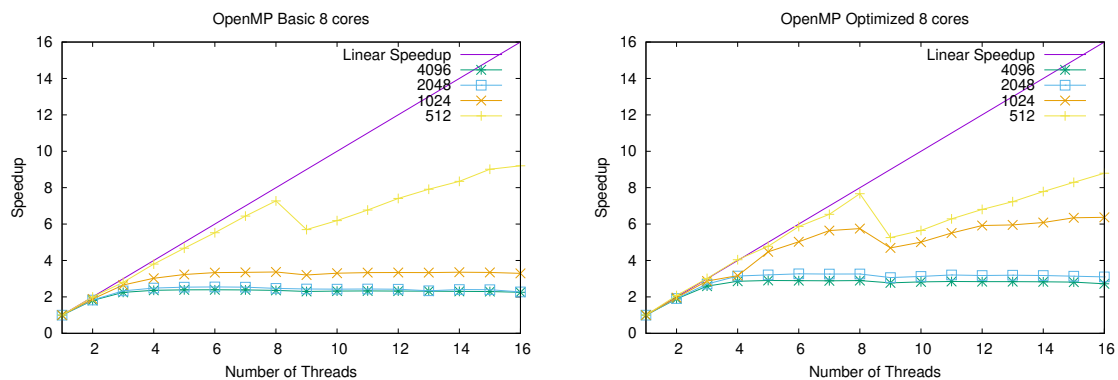 OpenMP Basic 8 cores
16
14
12
10
8
6
4
2
0
Speedup
Linear Speedup
4096
2048
1024
512
2 4 6 8 10 12 14 16
Number of Threads
OpenMP Optimized 8 cores
16
14
12
10
8
6
4
2
0
Speedup
Linear Speedup
4096
2048
1024
512
2 4 6 8 10 12 14 16
Number of Threads